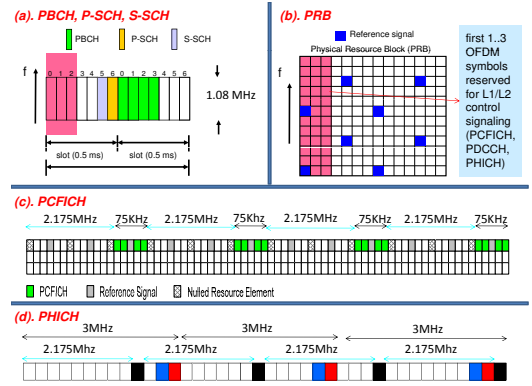 (a). PBCH, P-SCH, S-SCH
PBCH P-SCH S-SCH
f
0 1 2 3 4 5 6 0 1 2 3 4 5 6
1.08 MHz
slot (0.5 ms) slot (0.5 ms)
(b). PRB
Reference signal
Physical Resource Block (PRB)
f
first 1..3
OFDM
symbols
reserved
for L1/L2
control
signaling
(PCFICH,
PDCCH,
PHICH)
(c). PCFICH
2.175MHz 75KHz 2.175MHz 75KHz 2.175MHz 75KHz 2.175MHz 75KHz
PCFICH Reference Signal Nulled Resource Element
(d). PHICH
3MHz 3MHz 3MHz
2.175Mhz 2.175Mhz 2.175Mhz 2.175Mhz